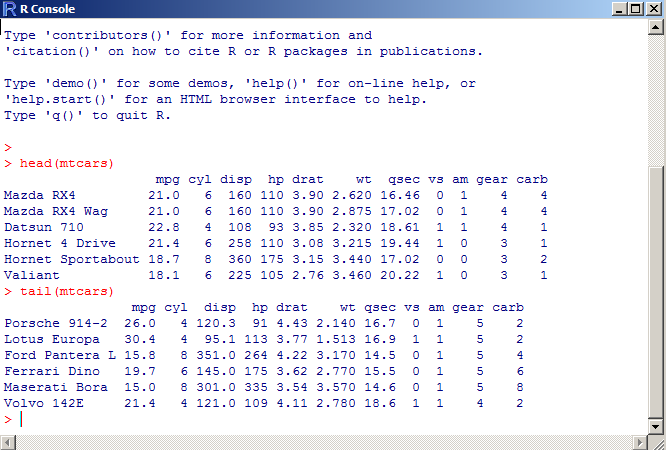 R Console
Type 'contributors()' for more information and
'citation()' on how to cite R or R packages in publications.
Type 'demo()' for some demos, 'help()' for on-line help, or
'help.start()' for an HTML browser interface to help.
Type 'q()' to quit R.
>
> head(mtcars)
                   mpg cyl disp  hp drat    wt  qsec vs am gear carb
Mazda RX4         21.0   6  160 110 3.90 2.620 16.46  0  1    4    4
Mazda RX4 Wag     21.0   6  160 110 3.90 2.875 17.02  0  1    4    4
Datsun 710        22.8   4  108  93 3.85 2.320 18.61  1  1    4    1
Hornet 4 Drive    21.4   6  258 110 3.08 3.215 19.44  1  0    3    1
Hornet Sportabout 18.7   8  360 175 3.15 3.440 17.02  0  0    3    2
Valiant           18.1   6  225 105 2.76 3.460 20.22  1  0    3    1
> tail(mtcars)
                mpg cyl  disp  hp drat    wt qsec vs am gear carb
Porsche 914-2  26.0   4 120.3  91 4.43 2.140 16.7  0  1    5    2
Lotus Europa   30.4   4  95.1 113 3.77 1.513 16.9  1  1    5    2
Ford Pantera L 15.8   8 351.0 264 4.22 3.170 14.5  0  1    5    4
Ferrari Dino   19.7   6 145.0 175 3.62 2.770 15.5  0  1    5    6
Maserati Bora  15.0   8 301.0 335 3.54 3.570 14.6  0  1    5    8
Volvo 142E     21.4   4 121.0 109 4.11 2.780 18.6  1  1    4    2
>